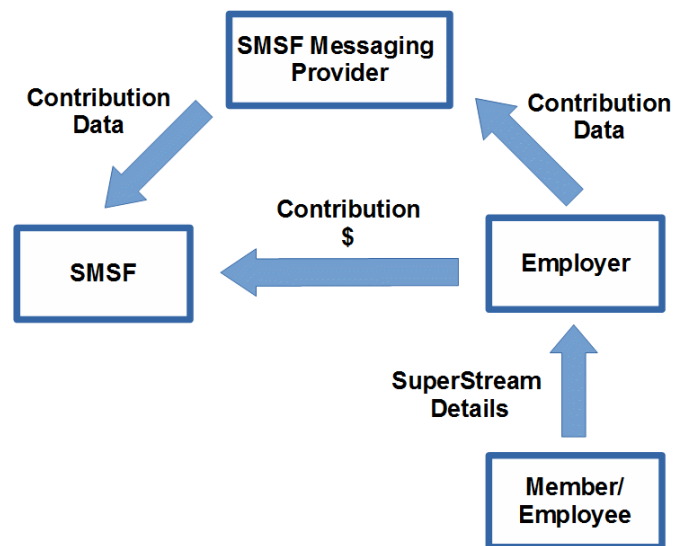 SMSF Messaging
Provider
Contribution
Data
Contribution
Data
Contribution
$
SMSF
Employer
SuperStream
Details
Member/
Employee